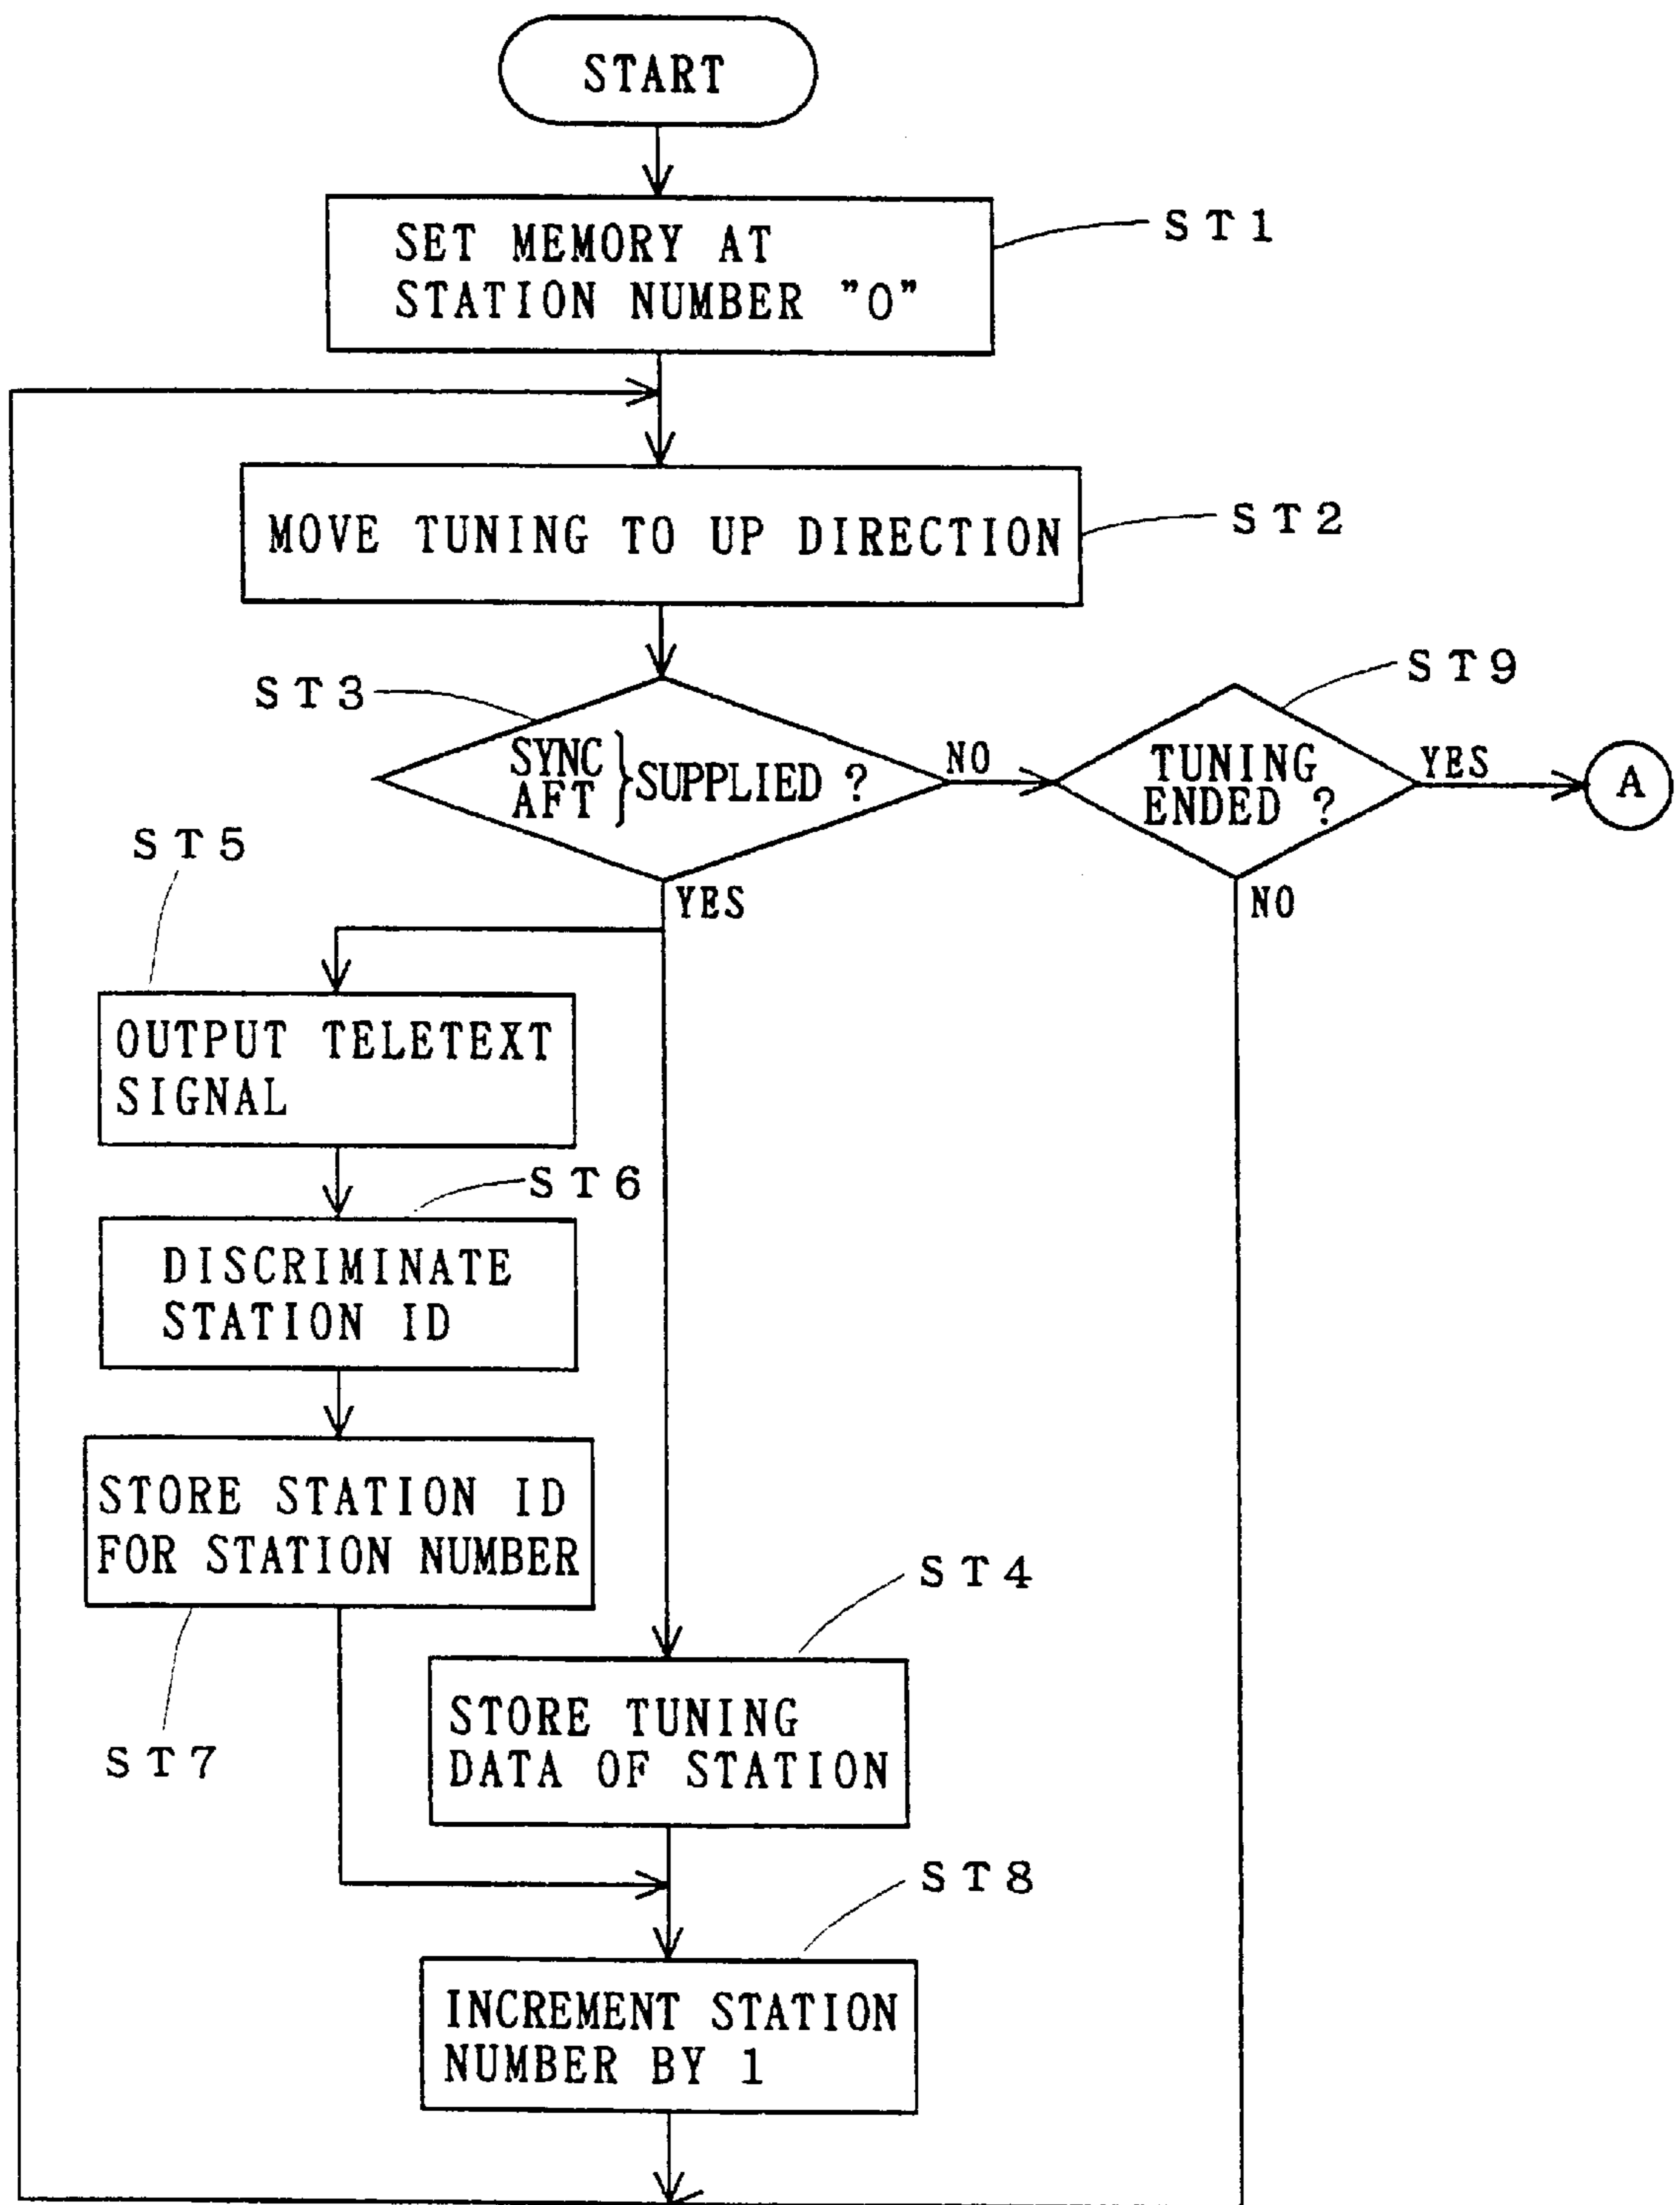 START
SET MEMORY AT
STATION NUMBER "0"
ST1
MOVE TUNING TO UP DIRECTION
ST2
ST3
SYNC
AFT
SUPPLIED ?
NO
YES
ST9
TUNING
ENDED ?
YES
NO
A
ST5
OUTPUT TELETEXT
SIGNAL
ST6
DISCRIMINATE
STATION ID
STORE STATION ID
FOR STATION NUMBER
ST7
ST4
STORE TUNING
DATA OF STATION
ST8
INCREMENT STATION
NUMBER BY 1